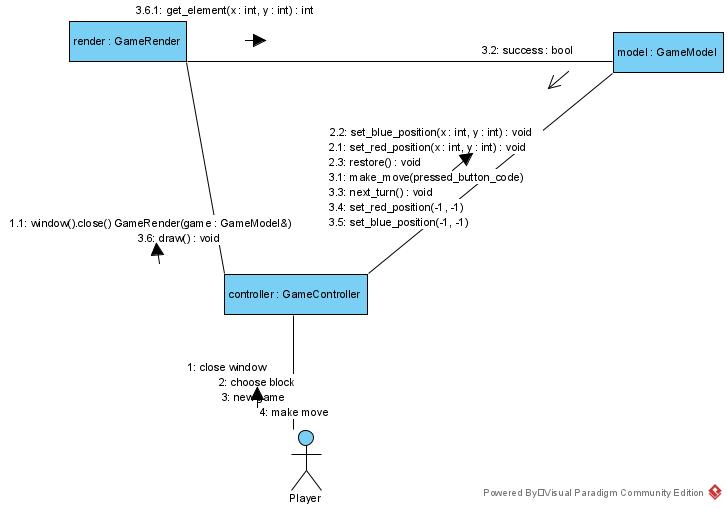 3.6.1: get_element(x : int, y : int) : int
render : GameRender
3.2: success : bool
model : GameModel
2.2: set_blue_position(x : int, y : int) : void
2.1: set_red_position(x : int, y : int) : void
2.3: restore() : void
3.1: make_move(pressed_button_code)
3.3: next_turn() : void
3.4: set_red_position(-1, -1)
3.5: set_blue_position(-1, -1)
1.1: window().close() GameRender(game : GameModel&)
3.6: draw() : void
controller : GameController
1: close window
2: choose block
3: new game
4: make move
Player
Powered By Visual Paradigm Community Edition